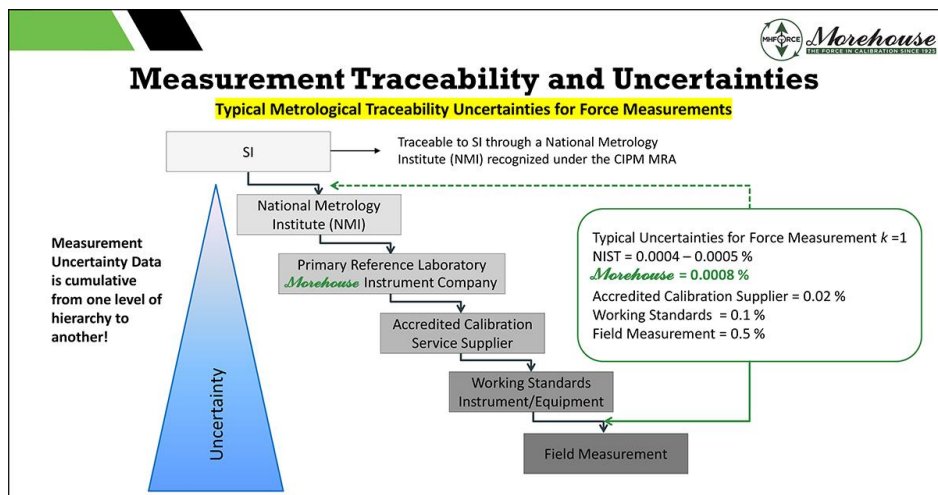 MHFORCE
Morehouse
THE FORCE IN CALIBRATION SINCE 1925
Measurement Traceability and Uncertainties
Typical Metrological Traceability Uncertainties for Force Measurements
SI
Traceable to SI through a National Metrology
Institute (NMI) recognized under the CIPM MRA
National Metrology
Institute (NMI)
Measurement
Uncertainty Data
is cumulative
from one level of
hierarchy to
another!
Primary Reference Laboratory
Morehouse Instrument Company
Accredited Calibration
Service Supplier
Working Standards
Instrument/Equipment
Field Measurement
Uncertainty
Typical Uncertainties for Force Measurement k =1
NIST = 0.0004 – 0.0005 %
Morehouse = 0.0008 %
Accredited Calibration Supplier = 0.02 %
Working Standards = 0.1 %
Field Measurement = 0.5 %